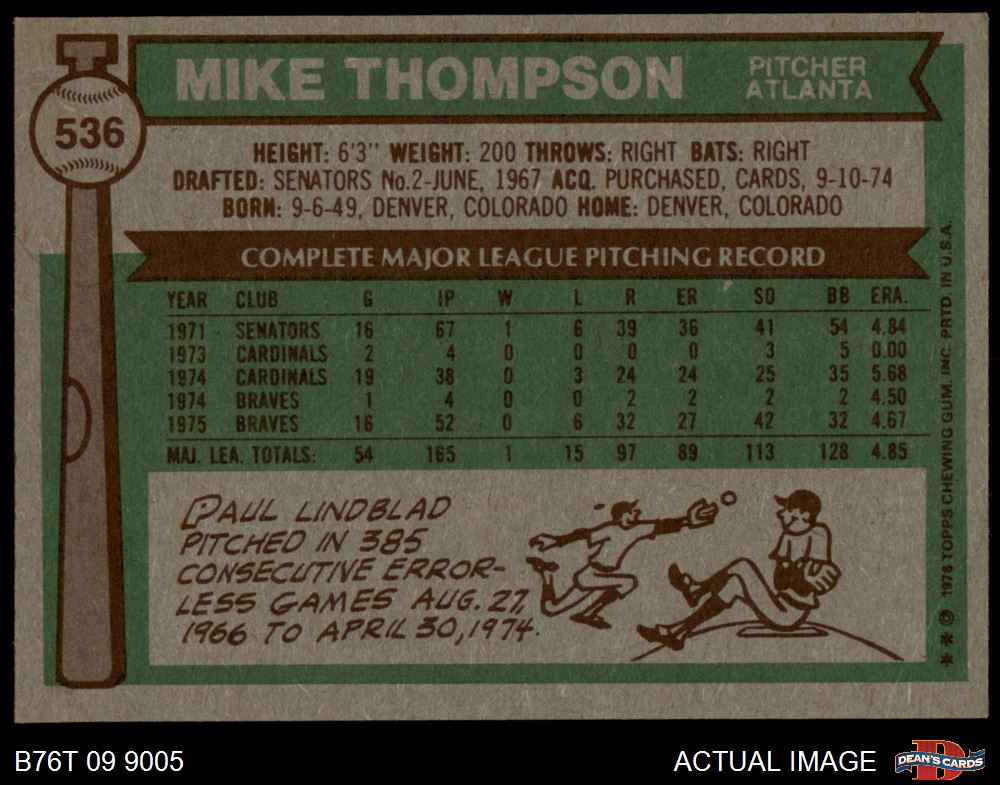 536
MIKE THOMPSON
PITCHER
ATLANTA
HEIGHT: 6'3" WEIGHT: 200 THROWS: RIGHT BATS: RIGHT
DRAFTED: SENATORS No.2-JUNE, 1967 ACQ. PURCHASED, CARDS, 9-10-74
BORN: 9-6-49, DENVER, COLORADO HOME: DENVER, COLORADO
COMPLETE MAJOR LEAGUE PITCHING RECORD
YEAR CLUB G IP W L R ER SO BB ERA.
1971 SENATORS 16 67 1 6 39 36 41 54 4.84
1973 CARDINALS 2 4 0 0 0 0 3 5 0.00
1974 CARDINALS 19 38 0 3 24 24 25 35 5.68
1974 BRAVES 1 4 0 0 2 2 2 2 4.50
1975 BRAVES 16 52 0 6 32 27 42 32 4.67
MAJ. LEA. TOTALS: 54 165 1 15 97 89 113 128 4.85
PAUL LINDBLAD
PITCHED IN 385
CONSECUTIVE ERROR-
LESS GAMES AUG. 27,
1966 TO APRIL 30, 1974.
** © 1976 TOPPS CHEWING GUM, INC. PRTD. IN U.S.A.
B76T 09 9005
ACTUAL IMAGE
D
DEAN'S CARDS